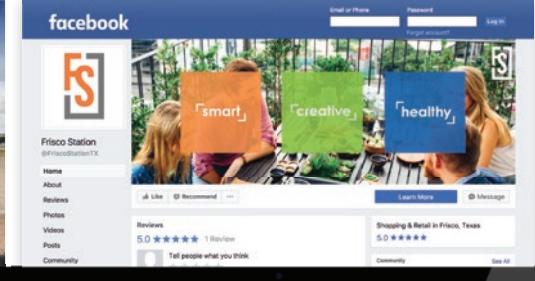 facebook
Email or Phone
Password
Log In
Forgot account?
FS
FS
smart
creative
healthy
Frisco Station
@FriscoStationTX
Home
About
Reviews
Photos
Videos
Posts
Community
Like
Recommend
Learn More
Message
Reviews
5.0 ★★★★★ 1 Review
Tell people what you think
Shopping & Retail in Frisco, Texas
5.0 ★★★★★
Community
See All